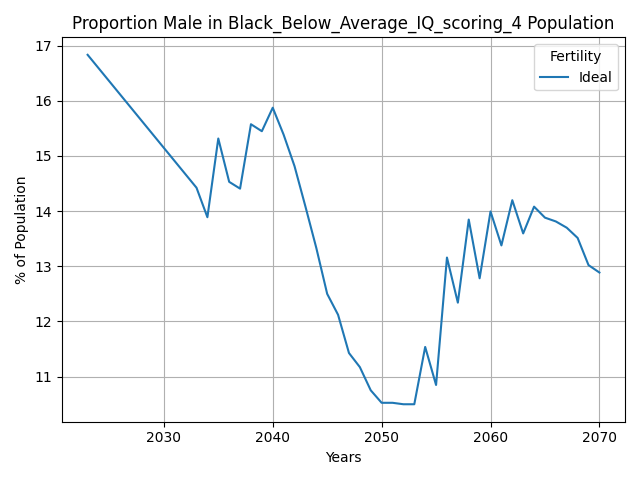 Proportion Male in Black_Below_Average_IQ_scoring_4 Population
Fertility
Ideal
17
16
15
14
13
12
11
% of Population
2030 2040 2050 2060 2070
Years